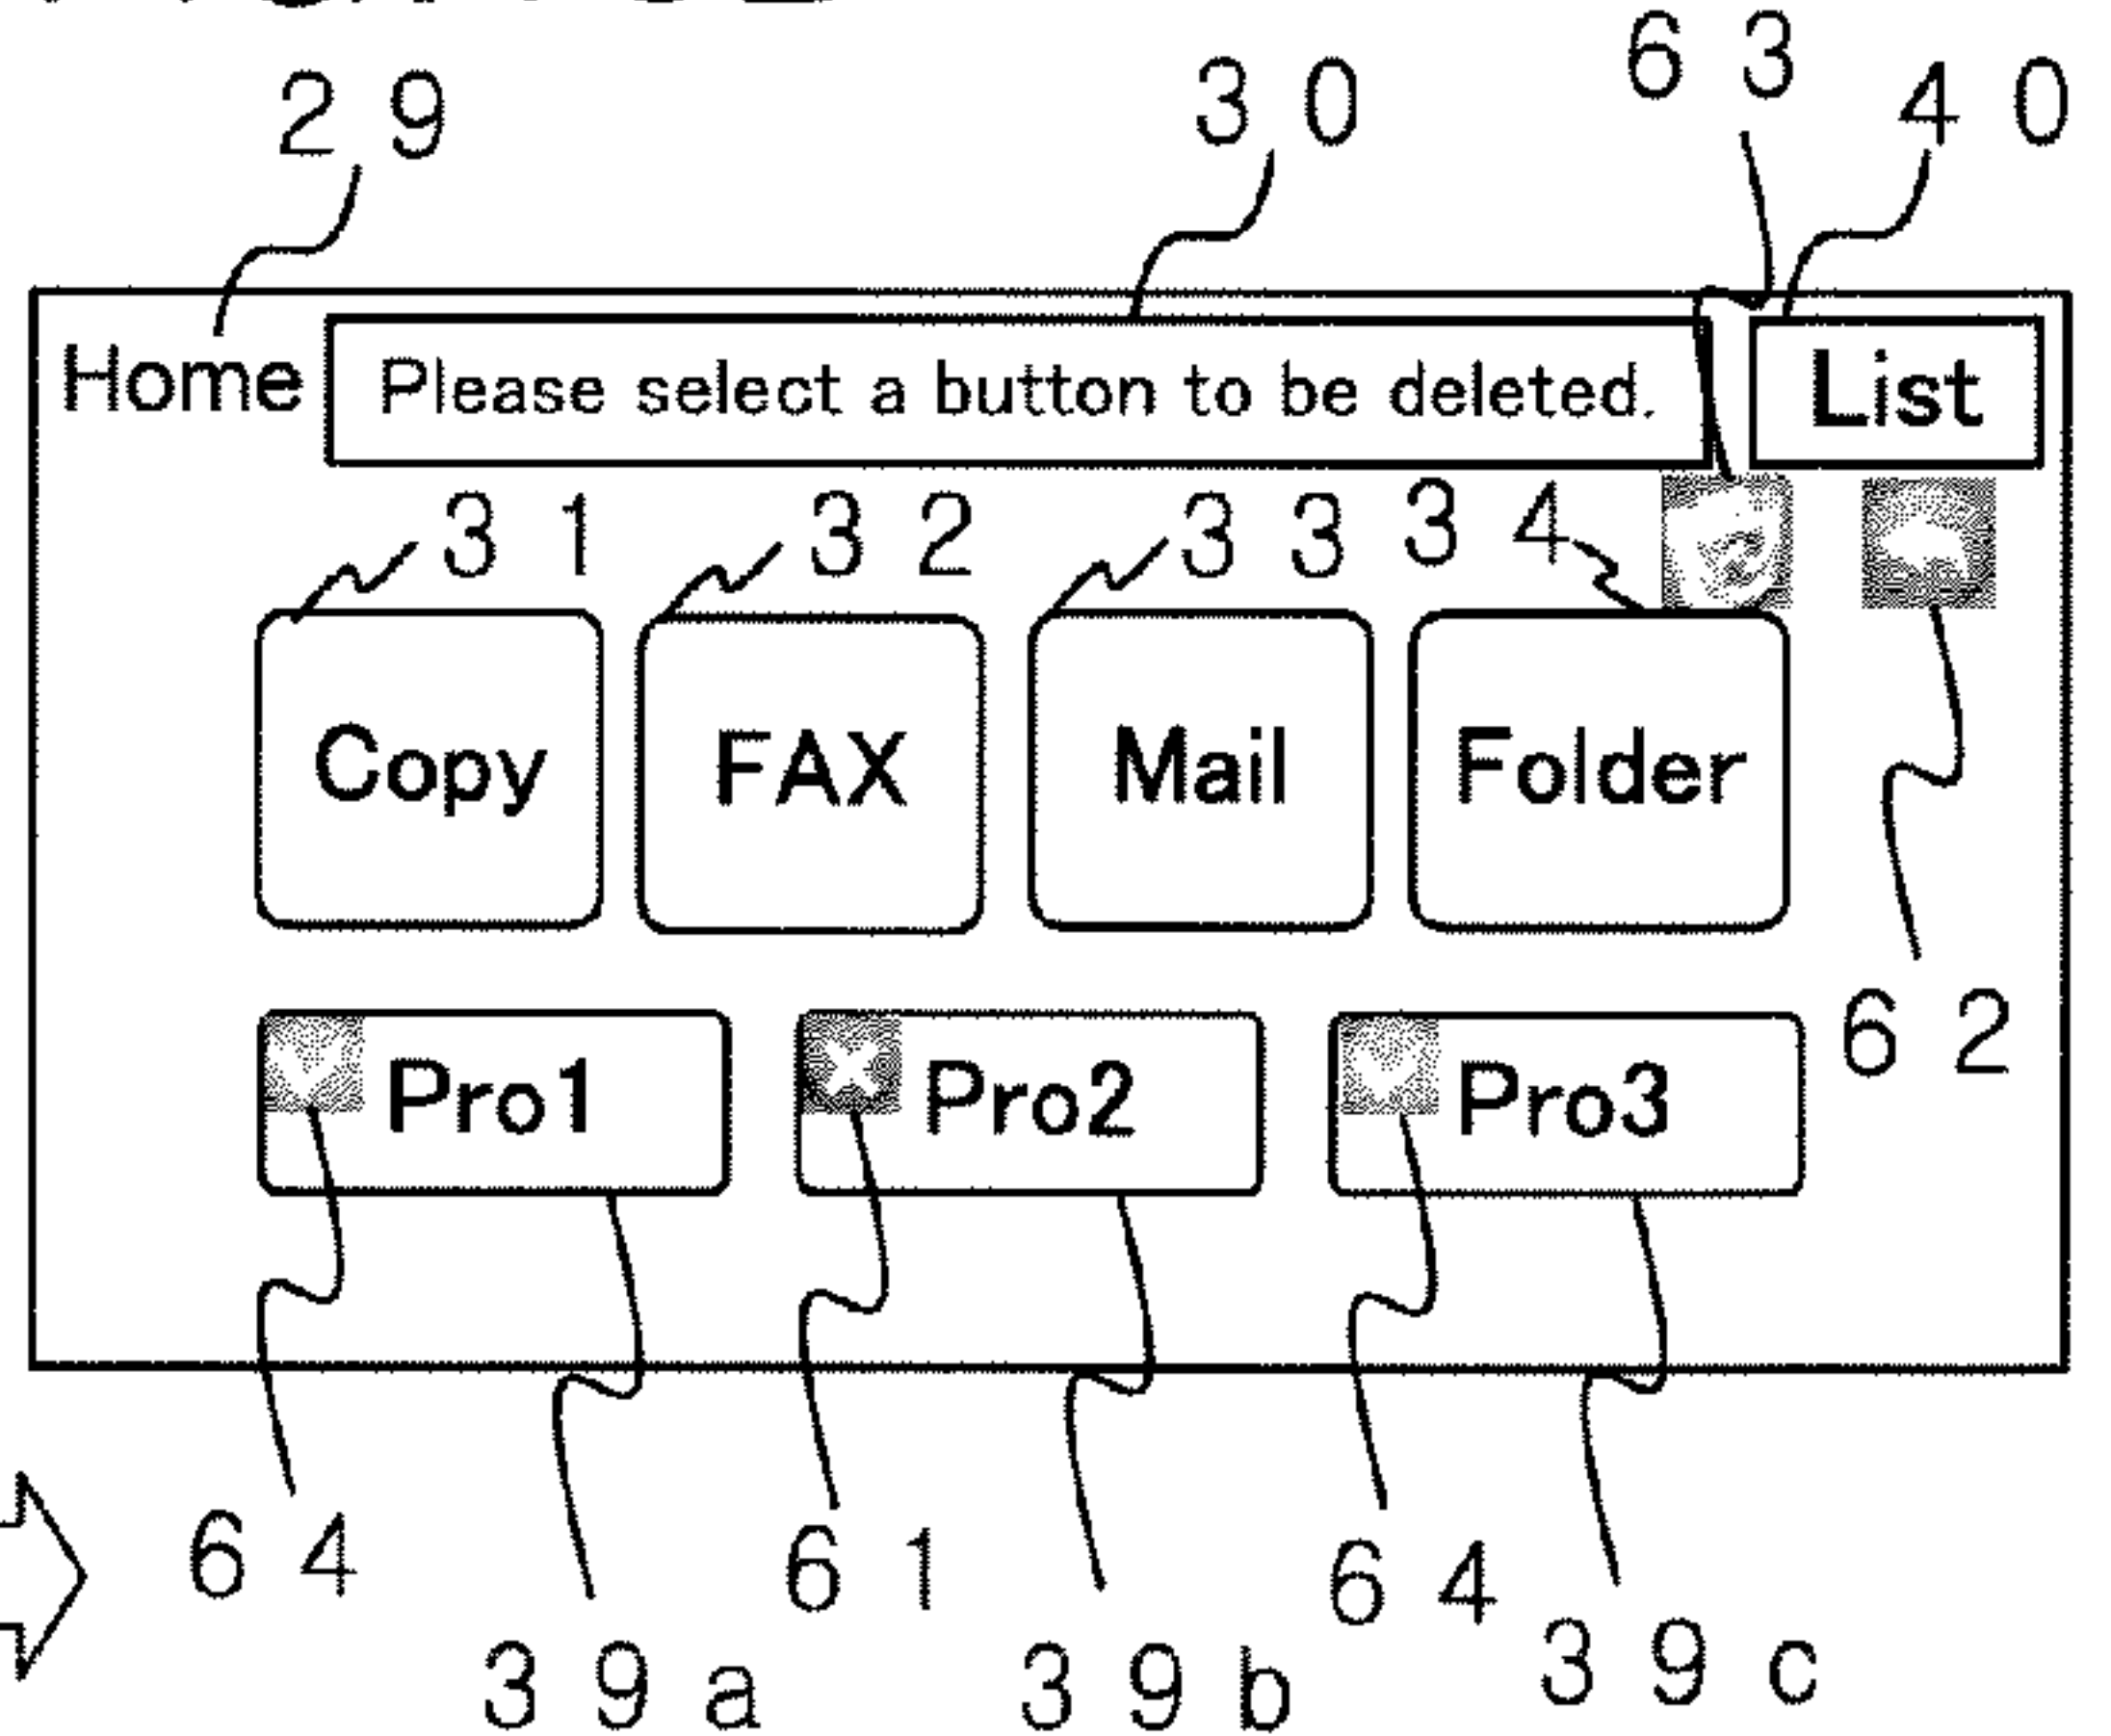 29 30 63 40
Home Please select a button to be deleted. List
31 32 33 34
Copy FAX Mail Folder
62
Pro1 Pro2 Pro3
64 61 64
39a 39b 39c